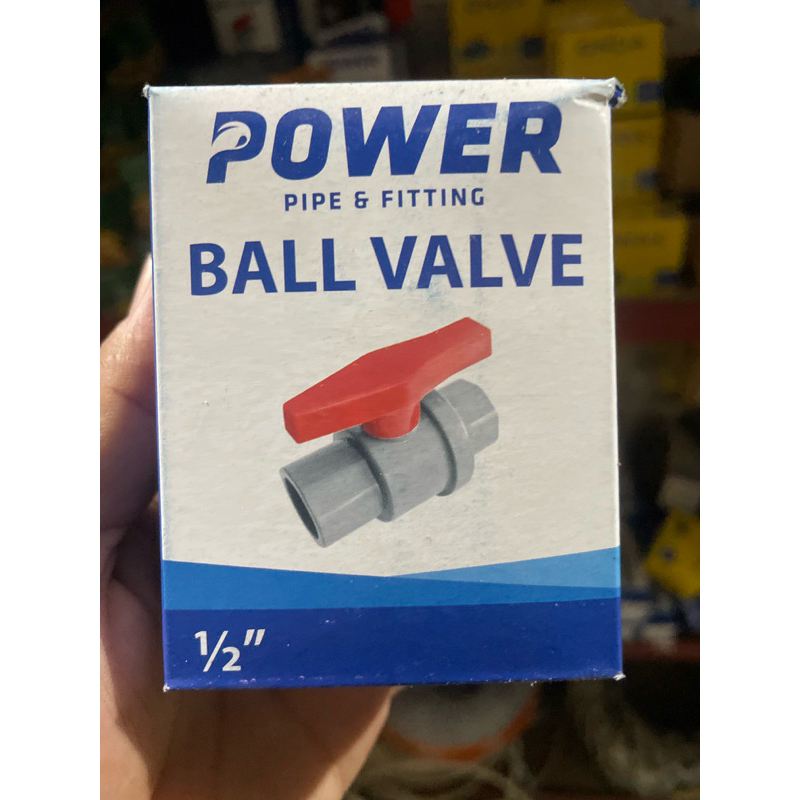 POWER
PIPE & FITTING
BALL VALVE
½"